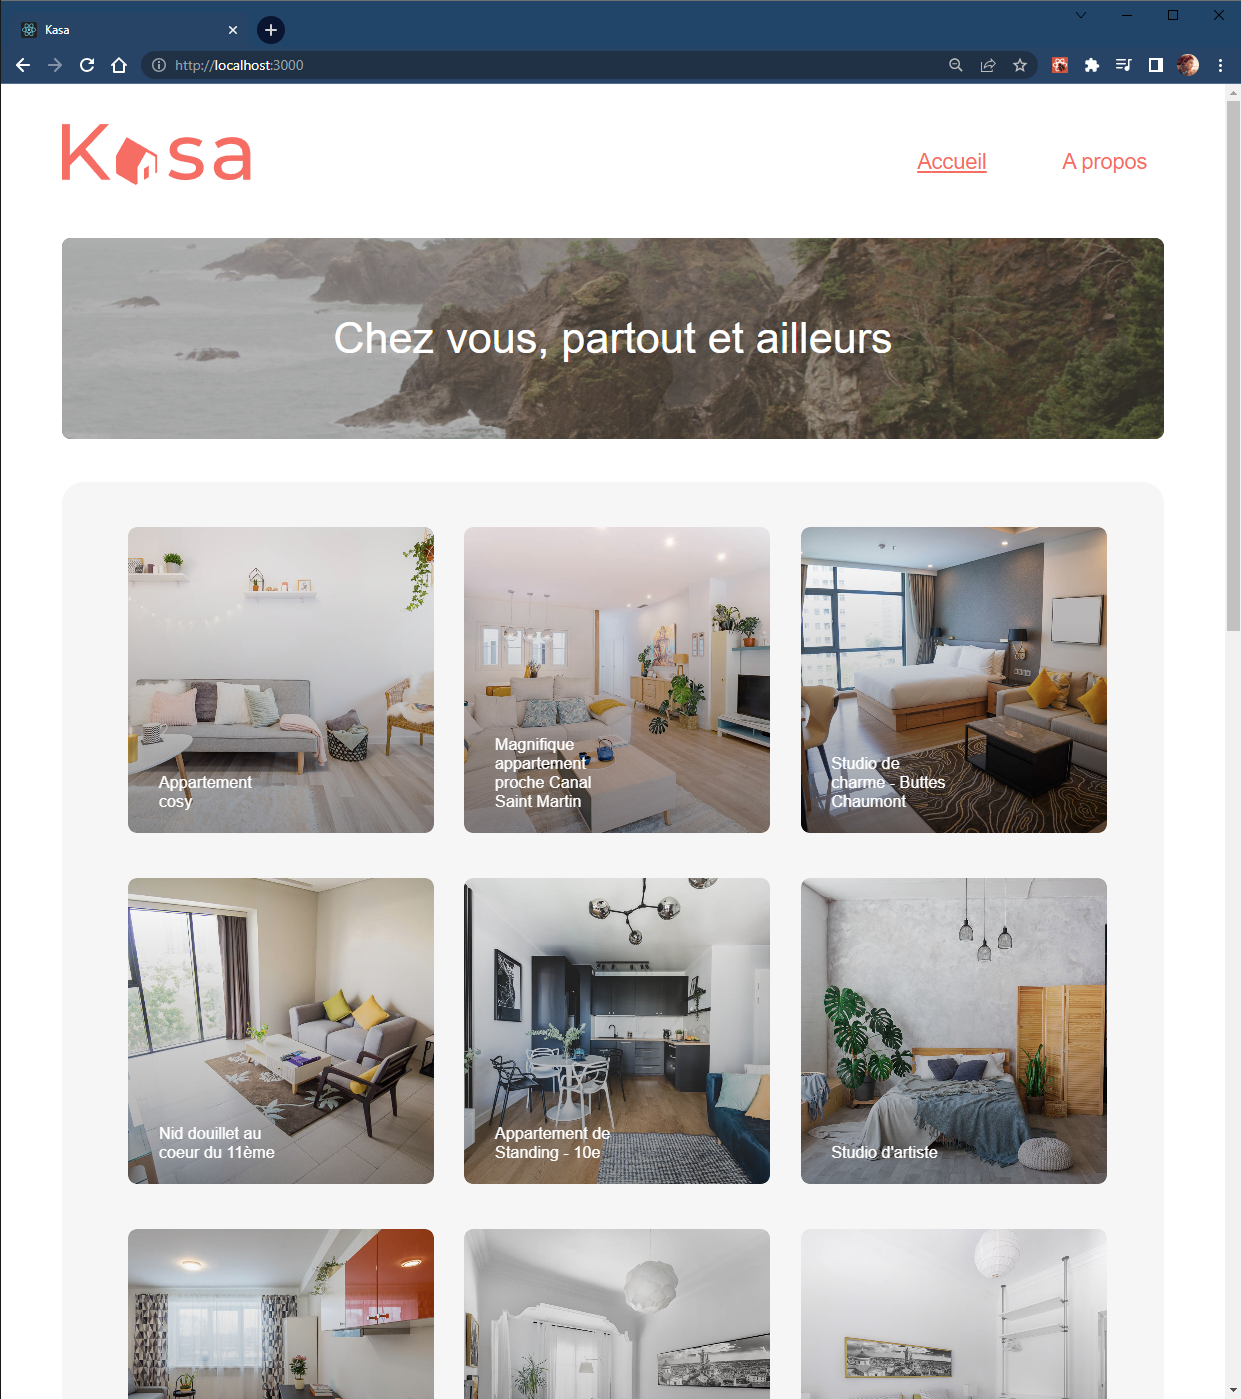 Kasa
http://localhost:3000
Kasa
Accueil
A propos
Chez vous, partout et ailleurs
Appartement
cosy
Magnifique
appartement
proche Canal
Saint Martin
Studio de
charme - Buttes
Chaumont
Nid douillet au
coeur du 11ème
Appartement de
Standing - 10e
Studio d'artiste